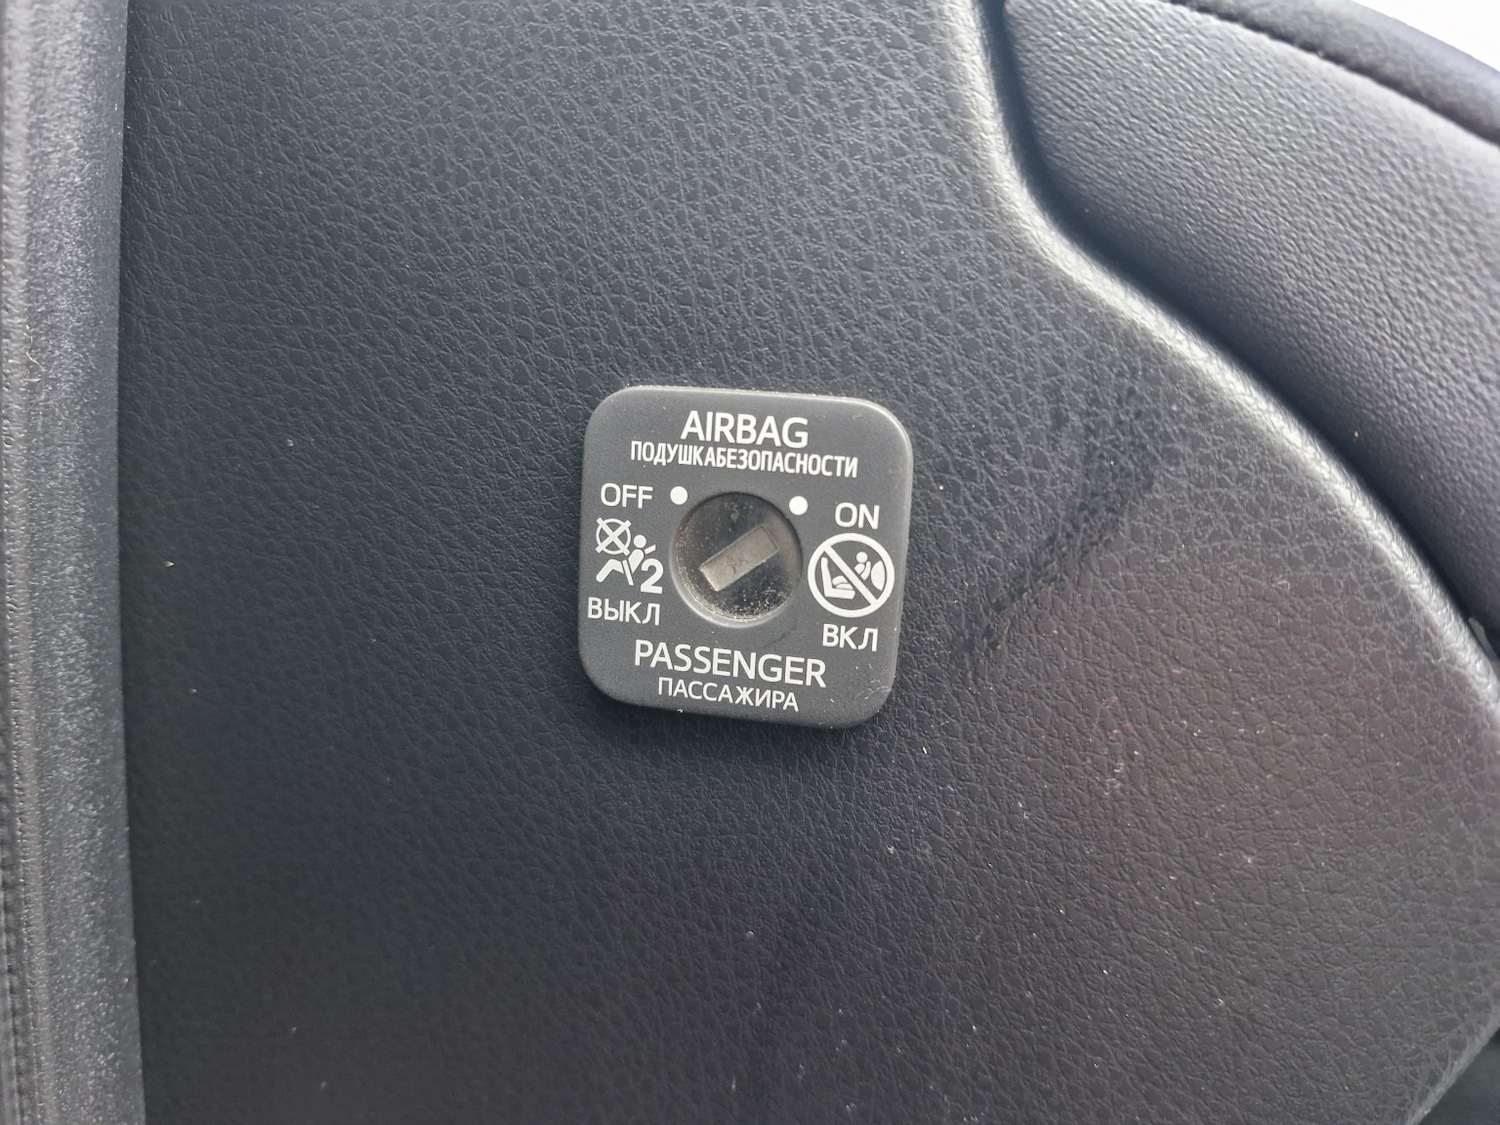 AIRBAG
ПОДУШКАБЕЗОПАСНОСТИ
OFF
ON
2
ВЫКЛ
ВКЛ
PASSENGER
ПАССАЖИРА